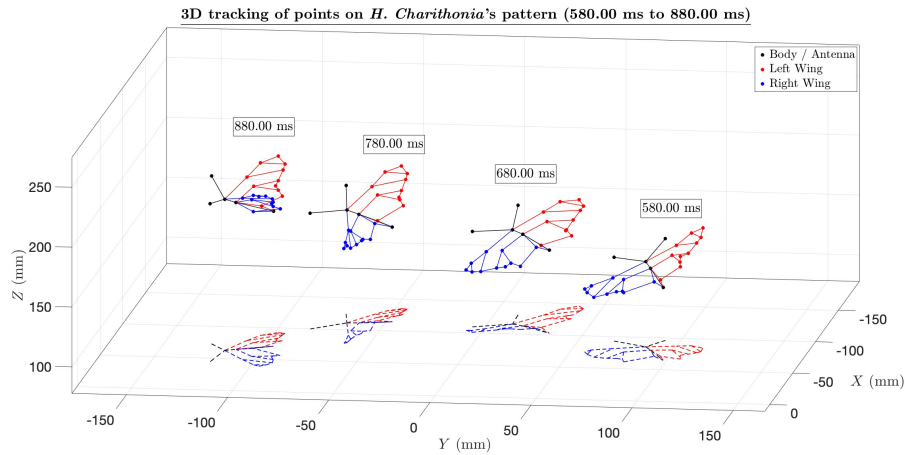 3D tracking of points on H. Charithonia's pattern (580.00 ms to 880.00 ms)
Body / Antenna
Left Wing
Right Wing
880.00 ms
780.00 ms
680.00 ms
580.00 ms
250
200
150
100
Z (mm)
-150
-100
-50
0
50
100
150
Y (mm)
-150
-100
-50
0
X (mm)